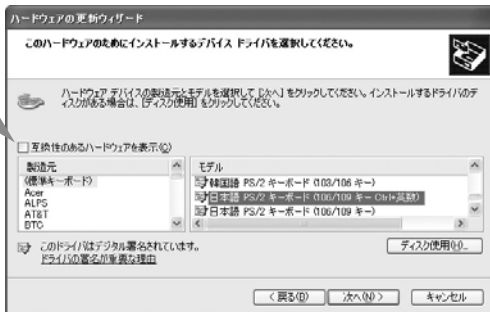 ハードウェアの更新ウィザード
このハードウェアのためにインストールするデバイス ドライバを選択してください。
ハードウェア デバイスの製造元とモデルを選択して [次へ] をクリックしてください。インストールするドライバのデ
ィスクがある場合は、[ディスク使用] をクリックしてください。
互換性のあるハードウェアを表示(C)
製造元
モデル
(標準キーボード)
Acer
ALPS
AT&T
BTC
韓国語 PS/2 キーボード (103/106 キー)
日本語 PS/2 キーボード (106/109 キー Ctrl+英数)
日本語 PS/2 キーボード (106/109 キー)
このドライバはデジタル署名されています。
ドライバの署名が重要な理由
ディスク使用(H)...
< 戻る(B)
次へ(N) >
キャンセル